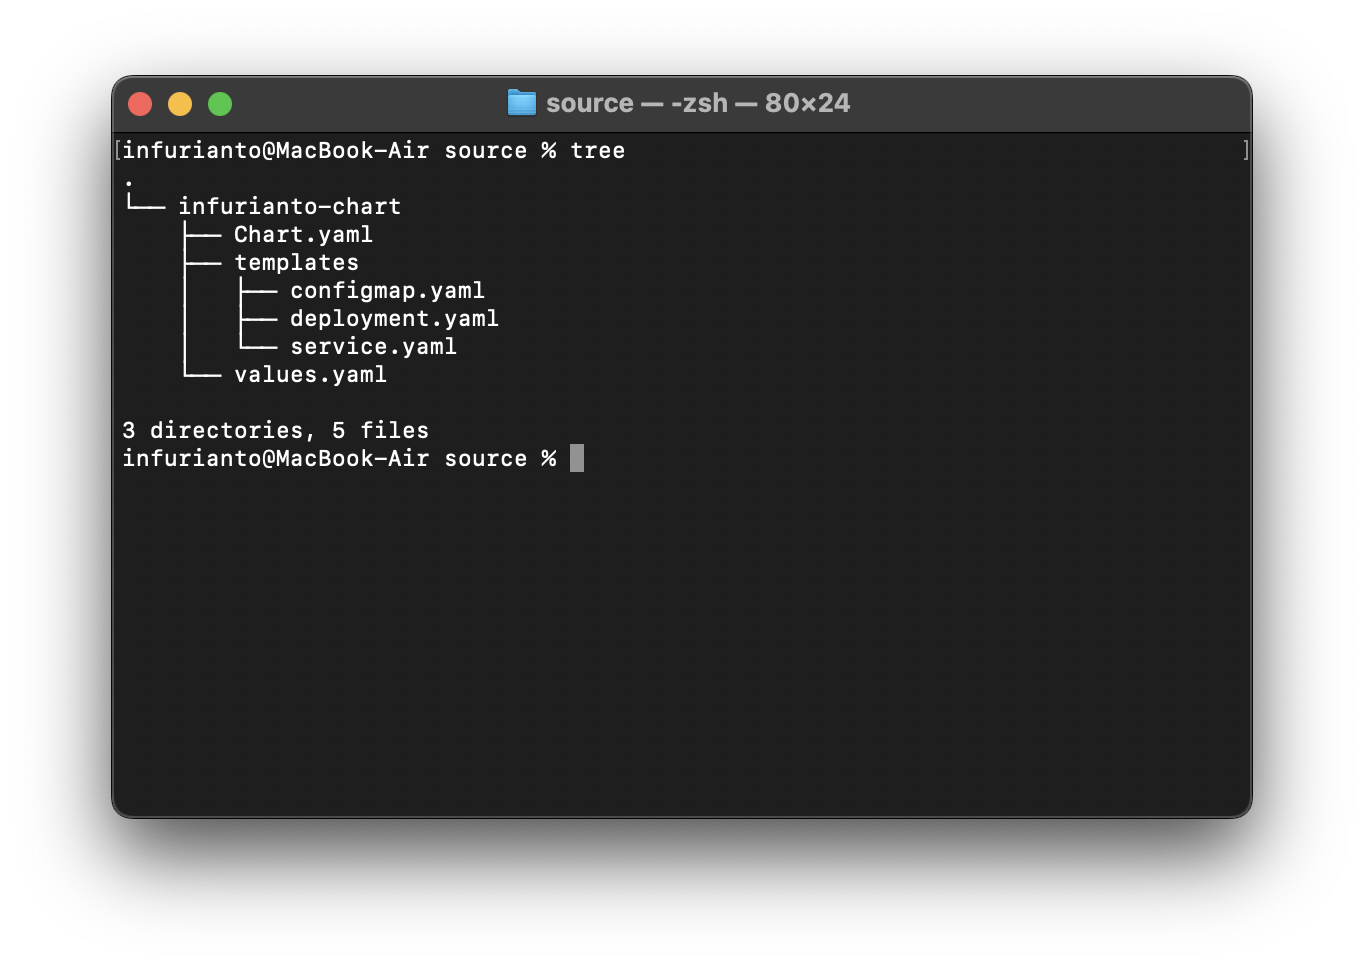 source — -zsh — 80×24
[infurianto@MacBook-Air source % tree ]
.
└── infurianto-chart
    ├── Chart.yaml
    ├── templates
    │   ├── configmap.yaml
    │   ├── deployment.yaml
    │   └── service.yaml
    └── values.yaml
3 directories, 5 files
infurianto@MacBook-Air source %